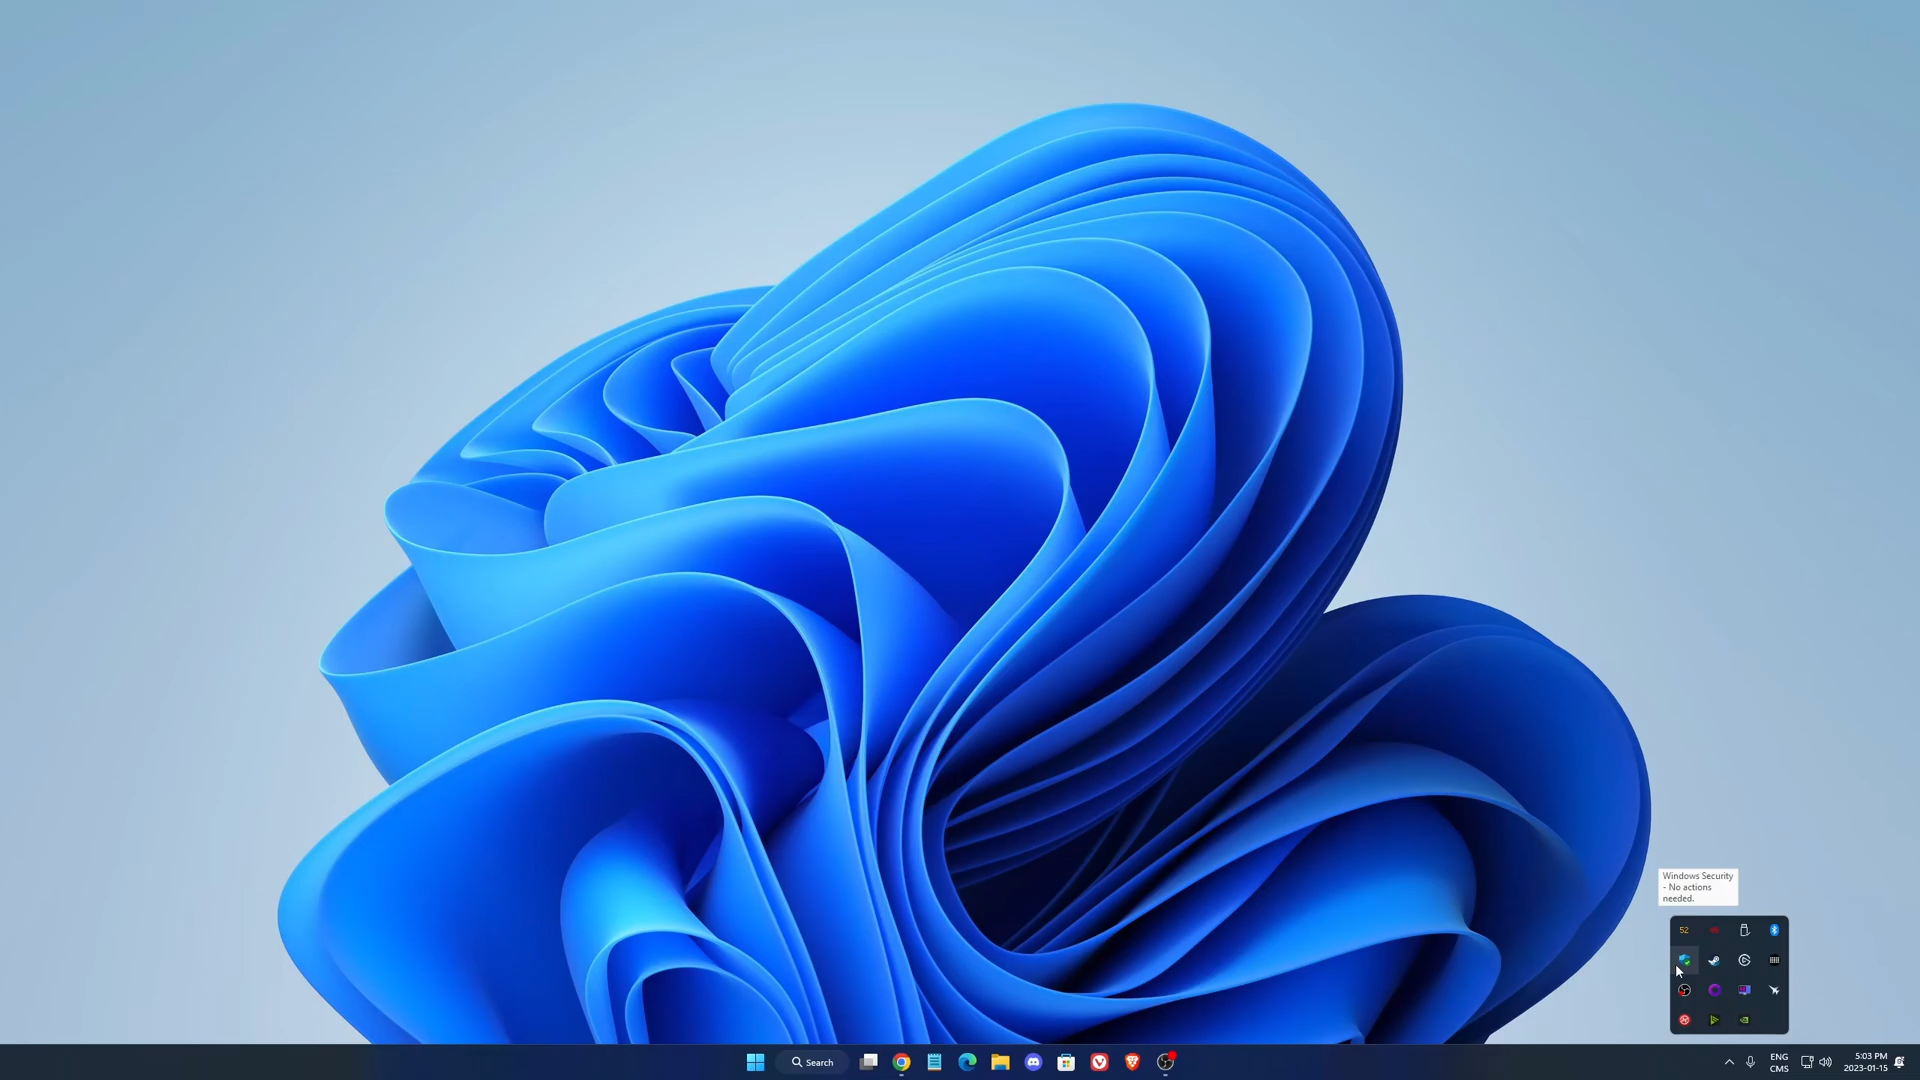 Windows Security
- No actions
needed.
52
Search
ENG
CMS
5:03 PM
2023-01-15